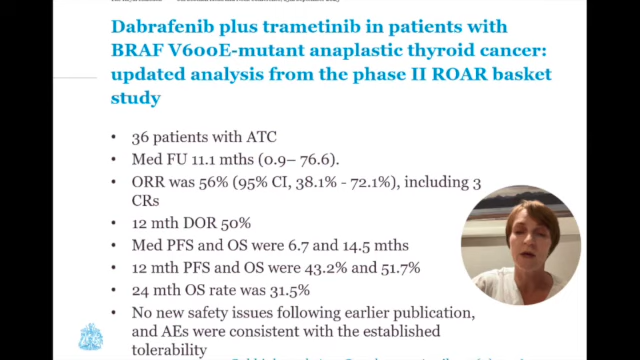 Dabrafenib plus trametinib in patients with
BRAF V600E-mutant anaplastic thyroid cancer:
updated analysis from the phase II ROAR basket
study
• 36 patients with ATC
• Med FU 11.1 mths (0.9– 76.6).
• ORR was 56% (95% CI, 38.1% - 72.1%), including 3
CRs
• 12 mth DOR 50%
• Med PFS and OS were 6.7 and 14.5 mths
• 12 mth PFS and OS were 43.2% and 51.7%
• 24 mth OS rate was 31.5%
• No new safety issues following earlier publication,
and AEs were consistent with the established
tolerability